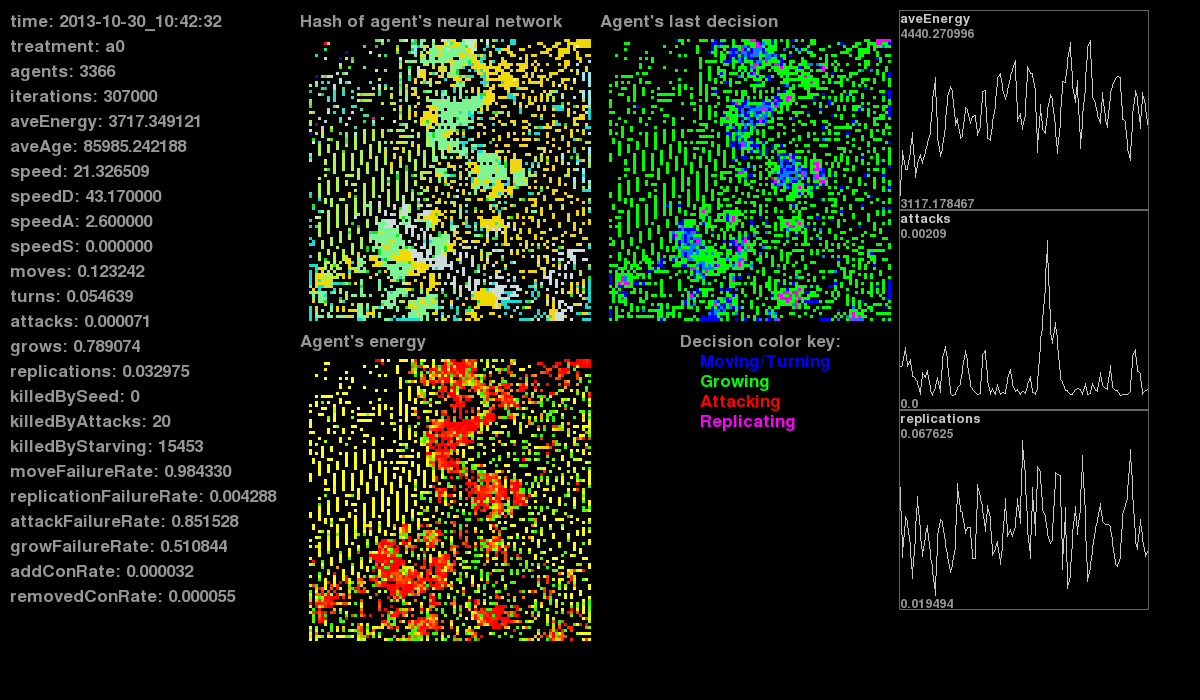 time: 2013-10-30_10:42:32
treatment: a0
agents: 3366
iterations: 307000
aveEnergy: 3717.349121
aveAge: 85985.242188
speed: 21.326509
speedD: 43.170000
speedA: 2.600000
speedS: 0.000000
moves: 0.123242
turns: 0.054639
attacks: 0.000071
grows: 0.789074
replications: 0.032975
killedBySeed: 0
killedByAttacks: 20
killedByStarving: 15453
moveFailureRate: 0.984330
replicationFailureRate: 0.004288
attackFailureRate: 0.851528
growFailureRate: 0.510844
addConRate: 0.000032
removedConRate: 0.000055
Hash of agent's neural network
Agent's last decision
Agent's energy
Decision color key:
Moving/Turning
Growing
Attacking
Replicating
aveEnergy
4440.270996
3117.178467
attacks
0.00209
0.0
replications
0.067625
0.019494